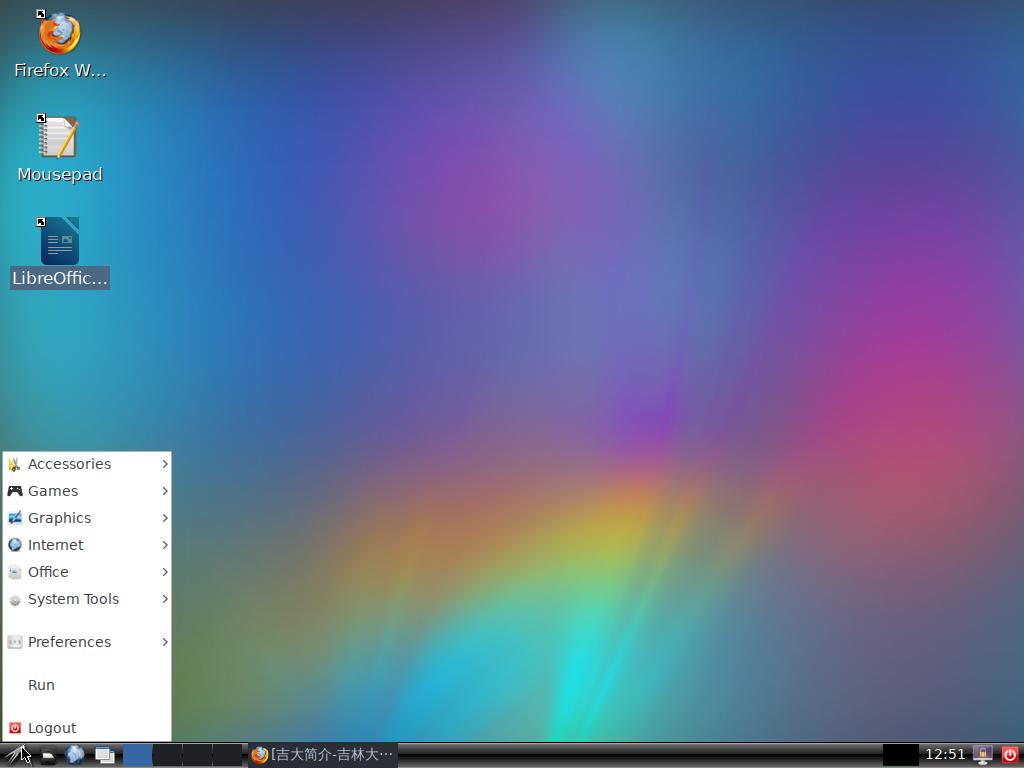 Firefox W...
Mousepad
LibreOffic...
Accessories
Games
Graphics
Internet
Office
System Tools
Preferences
Run
Logout
[吉大简介-吉林大···
12:51